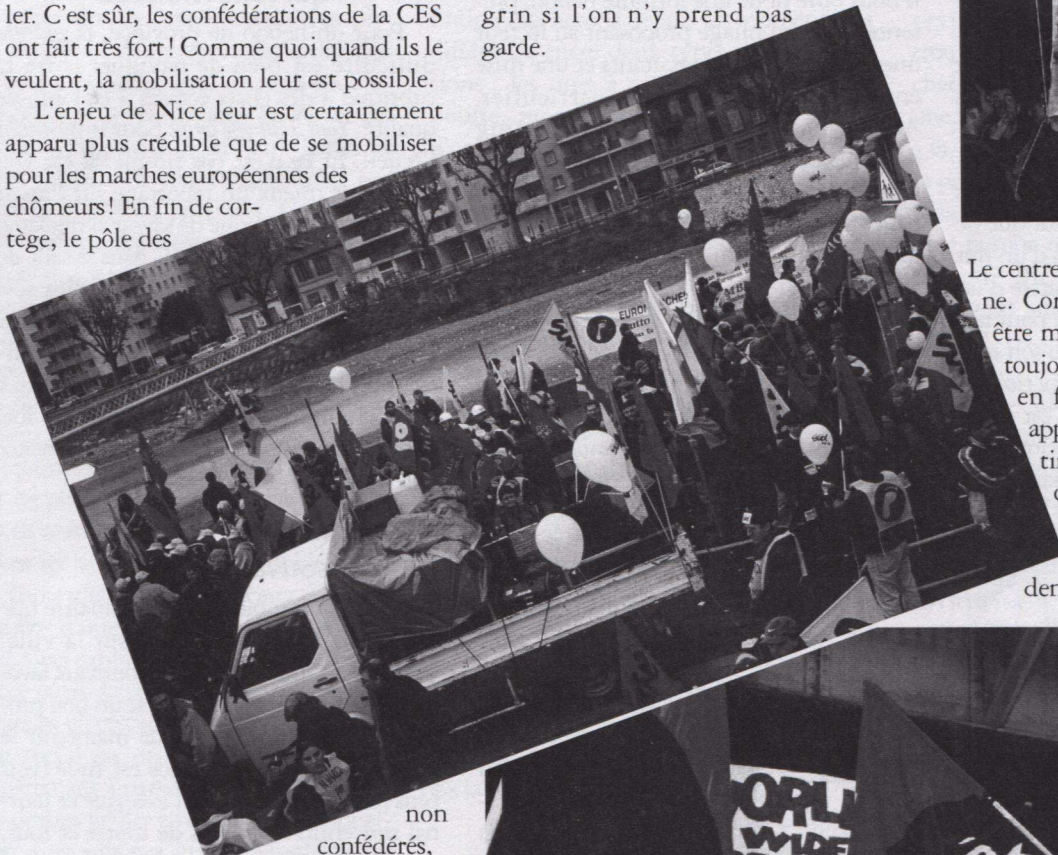 ler. C'est sûr, les confédérations de la CES
ont fait très fort ! Comme quoi quand ils le
veulent, la mobilisation leur est possible.
L'enjeu de Nice leur est certainement
apparu plus crédible que de se mobiliser
pour les marches européennes des
chômeurs ! En fin de cor-
tège, le pôle des
non
confédérés,
grin si l'on n'y prend pas
garde.
Le centre
ne. Con
être m
toujo
en f
app
tis
den